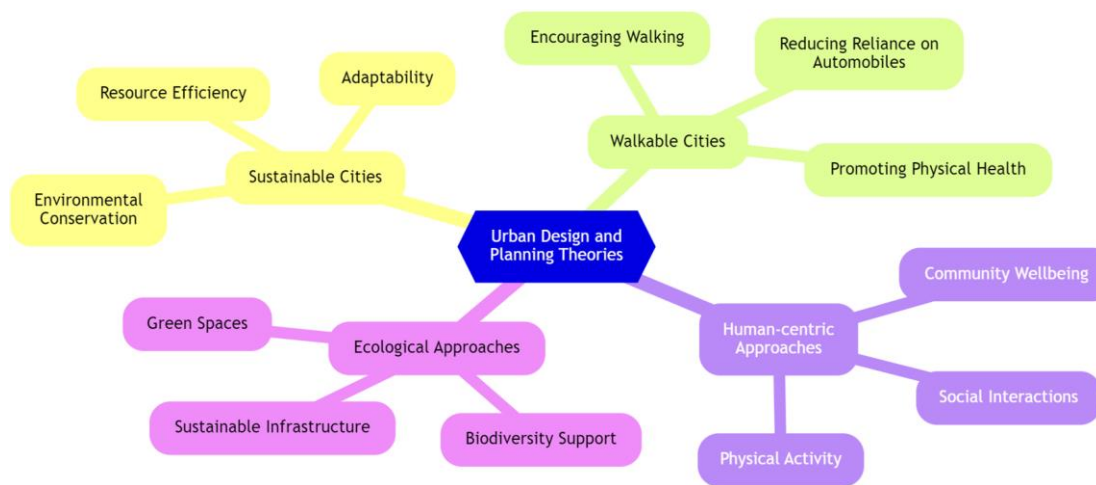 Encouraging Walking
Reducing Reliance on
Automobiles
Adaptability
Resource Efficiency
Walkable Cities
Promoting Physical Health
Sustainable Cities
Environmental
Conservation
Urban Design and
Planning Theories
Community Wellbeing
Green Spaces
Ecological Approaches
Human-centric
Approaches
Social Interactions
Sustainable Infrastructure
Biodiversity Support
Physical Activity